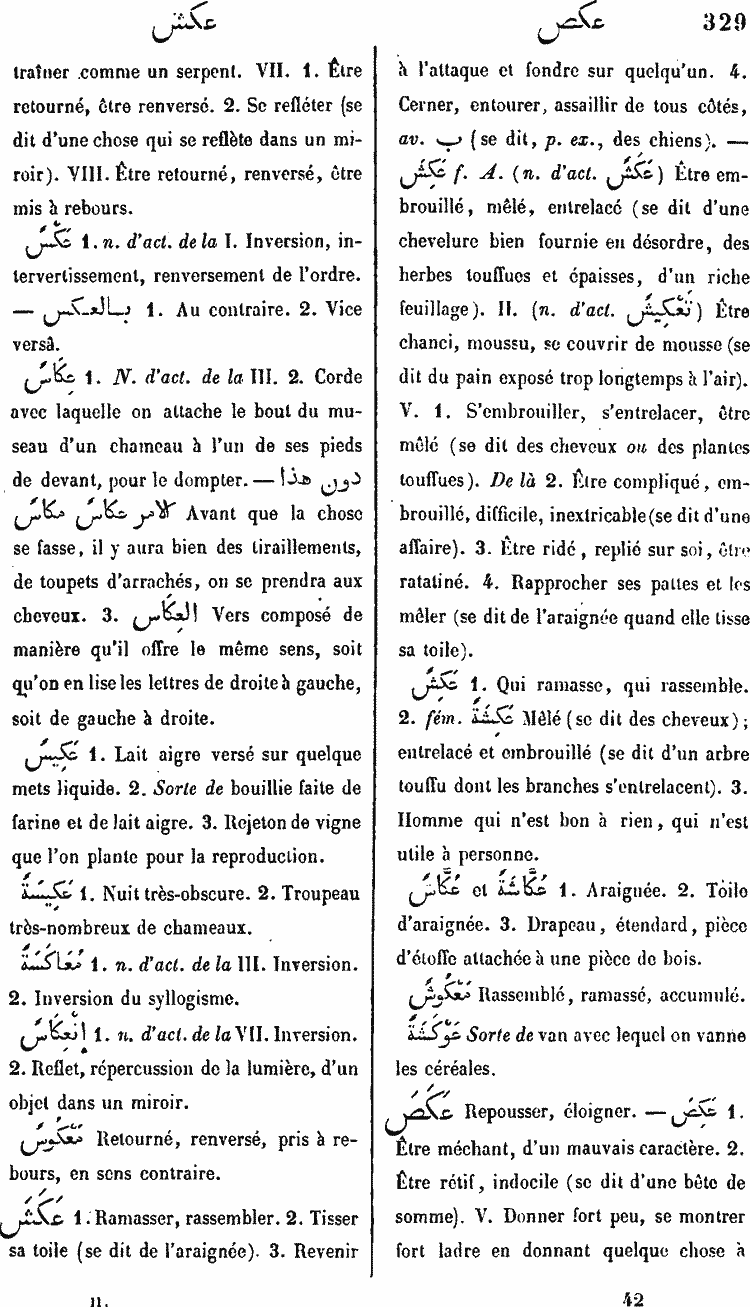 عكش
عكص 329
traîner comme un serpent. VII. 1. Être
retourné, être renversé. 2. Se refléter (se
dit d'une chose qui se reflète dans un mi-
roir). VIII. Être retourné, renversé, être
mis à rebours.
عَكْسٌ 1. n. d'act. de la I. Inversion, in-
tervertissement, renversement de l'ordre.
— بـالعـكـس 1. Au contraire. 2. Vice
versâ.
عِكَاسٌ 1. N. d'act. de la III. 2. Corde
avec laquelle on attache le bout du mu-
seau d'un chameau à l'un de ses pieds
de devant, pour le dompter. — دون هذا
الامر عكاسٌ مكاسٌ Avant que la chose
se fasse, il y aura bien des tiraillements,
de toupets d'arrachés, on se prendra aux
cheveux. 3. العِكَاس Vers composé de
manière qu'il offre le même sens, soit
qu'on en lise les lettres de droite à gauche,
soit de gauche à droite.
عَكِيسٌ 1. Lait aigre versé sur quelque
mets liquide. 2. Sorte de bouillie faite de
farine et de lait aigre. 3. Rejeton de vigne
que l'on plante pour la reproduction.
عَكِيسَةٌ 1. Nuit très-obscure. 2. Troupeau
très-nombreux de chameaux.
مُعَاكَسَةٌ 1. n. d'act. de la III. Inversion.
2. Inversion du syllogisme.
إِنْعِكَاسٌ 1. n. d'act. de la VII. Inversion.
2. Reflet, répercussion de la lumière, d'un
objet dans un miroir.
مَعْكُوسٌ Retourné, renversé, pris à re-
bours, en sens contraire.
عَكَشَ 1. Ramasser, rassembler. 2. Tisser
sa toile (se dit de l'araignée). 3. Revenir
à l'attaque et fondre sur quelqu'un. 4.
Cerner, entourer, assaillir de tous côtés,
av. ب (se dit, p. ex., des chiens). —
عَكِشَ f. A. (n. d'act. عَكَشٌ) Être em-
brouillé, mêlé, entrelacé (se dit d'une
chevelure bien fournie en désordre, des
herbes touffues et épaisses, d'un riche
feuillage). II. (n. d'act. تَعْكِيشٌ) Être
chanci, moussu, se couvrir de mousse (se
dit du pain exposé trop longtemps à l'air).
V. 1. S'embrouiller, s'entrelacer, être
mêlé (se dit des cheveux ou des plantes
touffues). De là 2. Être compliqué, em-
brouillé, difficile, inextricable (se dit d'une
affaire). 3. Être ridé, replié sur soi, être
ratatiné. 4. Rapprocher ses pattes et les
mêler (se dit de l'araignée quand elle tisse
sa toile).
عَكِشٌ 1. Qui ramasse, qui rassemble.
2. fém. عَكِشَةٌ Mêlé (se dit des cheveux);
entrelacé et embrouillé (se dit d'un arbre
touffu dont les branches s'entrelacent). 3.
Homme qui n'est bon à rien, qui n'est
utile à personne.
عُكَّاشٌ et عُكَّاشَةٌ 1. Araignée. 2. Toile
d'araignée. 3. Drapeau, étendard, pièce
d'étoffe attachée à une pièce de bois.
مَعْكُوشٌ Rassemblé, ramassé, accumulé.
عَوْكَشَةٌ Sorte de van avec lequel on vanne
les céréales.
عَكَصَ Repousser, éloigner. — عَكِصَ 1.
Être méchant, d'un mauvais caractère. 2.
Être rétif, indocile (se dit d'une bête de
somme). V. Donner fort peu, se montrer
fort ladre en donnant quelque chose à
II. 42